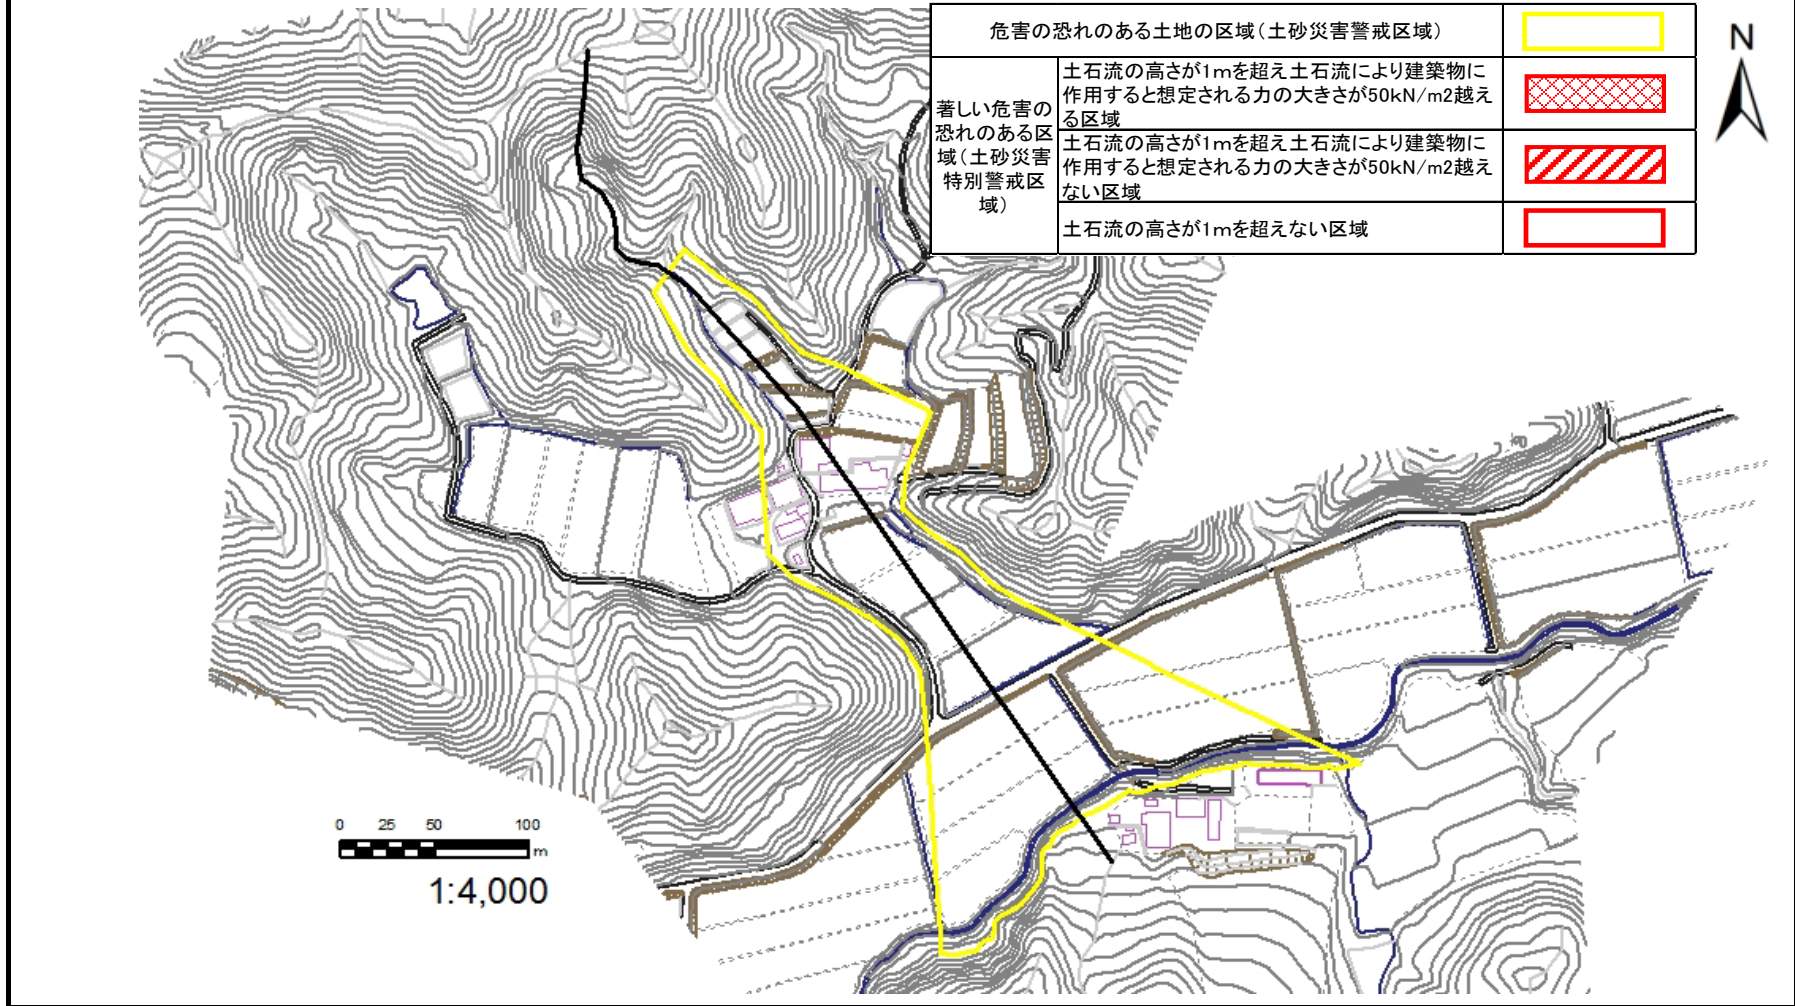 危害の恐れのある土地の区域(土砂災害警戒区域)
N
著しい危害の
恐れのある区
域(土砂災害
特別警戒区
域)
土石流の高さが1mを超え土石流により建築物に
作用すると想定される力の大きさが50kN/m2越え
る区域
土石流の高さが1mを超え土石流により建築物に
作用すると想定される力の大きさが50kN/m2越え
ない区域
土石流の高さが1mを超えない区域
0 25 50 100
m
1:4,000